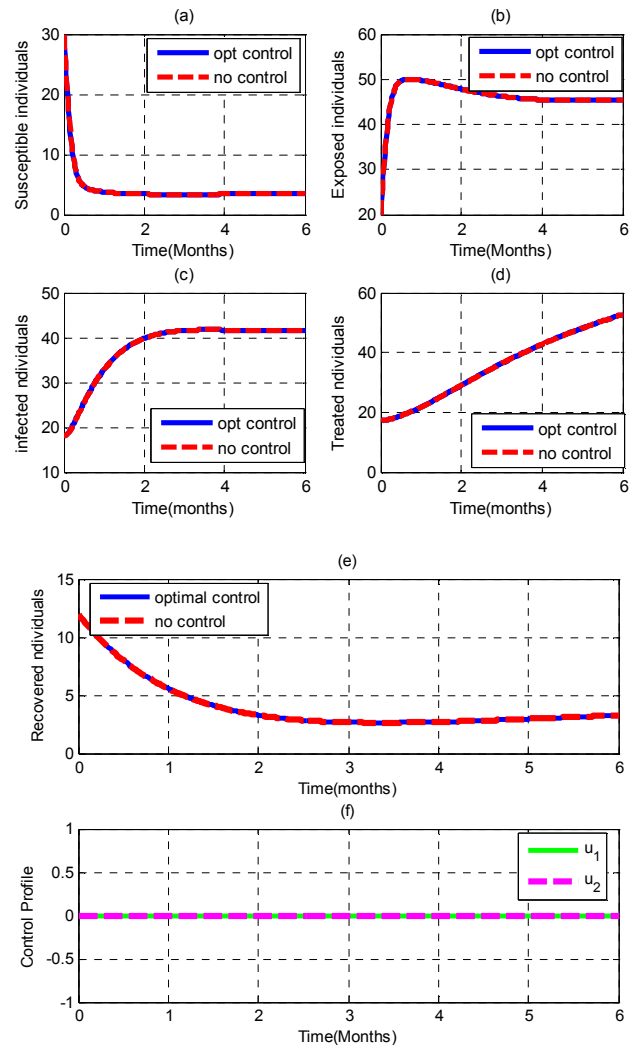 (a)
Susceptible individuals
30
20
10
0
opt control
no control
0 2 4 6
Time(Months)
(b)
Exposed individuals
60
50
40
30
20
opt control
no control
0 2 4 6
Time(Months)
(c)
infected ndividuals
50
40
30
20
10
opt control
no control
0 2 4 6
Time(months)
(d)
Treated ndividuals
60
40
20
0
opt control
no control
0 2 4 6
Time(months)
(e)
Recovered ndividuals
15
10
5
0
optimal control
no control
0 1 2 3 4 5 6
Time(months)
(f)
Control Profile
1
0.5
0
-0.5
-1
u_1
u_2
0 1 2 3 4 5 6
Time(Months)